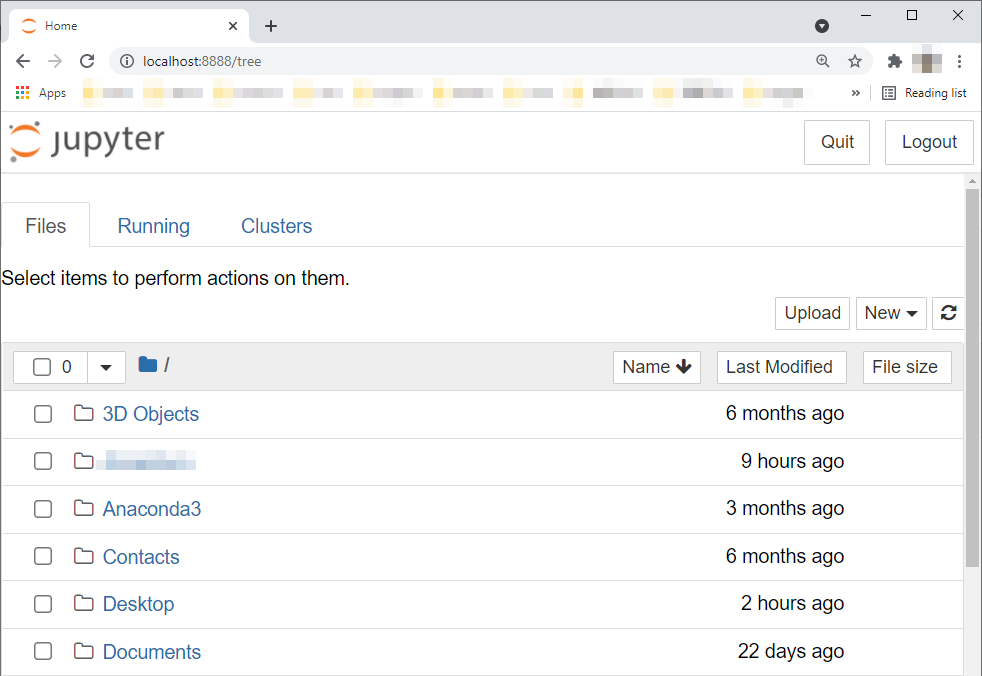 Home
localhost:8888/tree
Apps » Reading list
jupyter Quit Logout
Files Running Clusters
Select items to perform actions on them.
Upload New
0 / Name Last Modified File size
3D Objects 6 months ago
9 hours ago
Anaconda3 3 months ago
Contacts 6 months ago
Desktop 2 hours ago
Documents 22 days ago